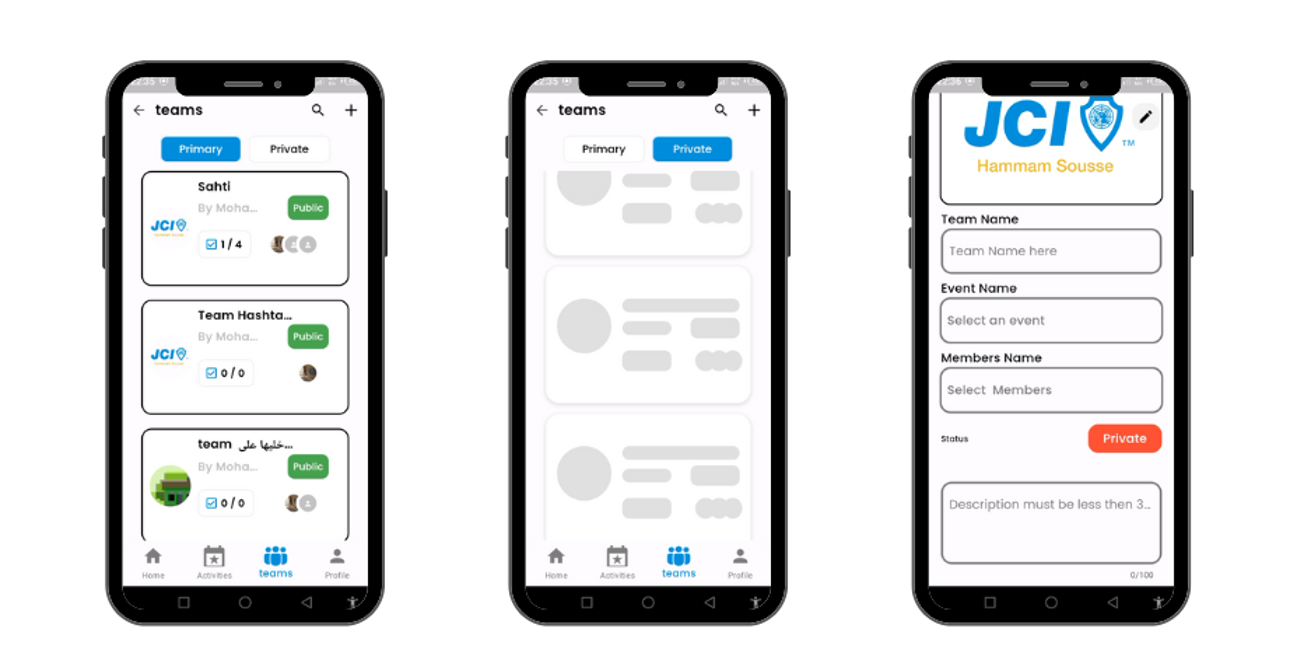 teams
Primary Private
Sahti
By Moha...
Public
JCI
1/4
Team Hashta...
By Moha...
Public
JCI
0/0
team خليها على...
By Moha...
Public
0/0
Home Activities teams Profile
teams
Primary Private
Home Activities teams Profile
JCI
TM
Hammam Sousse
Team Name
Team Name here
Event Name
Select an event
Members Name
Select Members
Status
Private
Description must be less then 3...
0/100